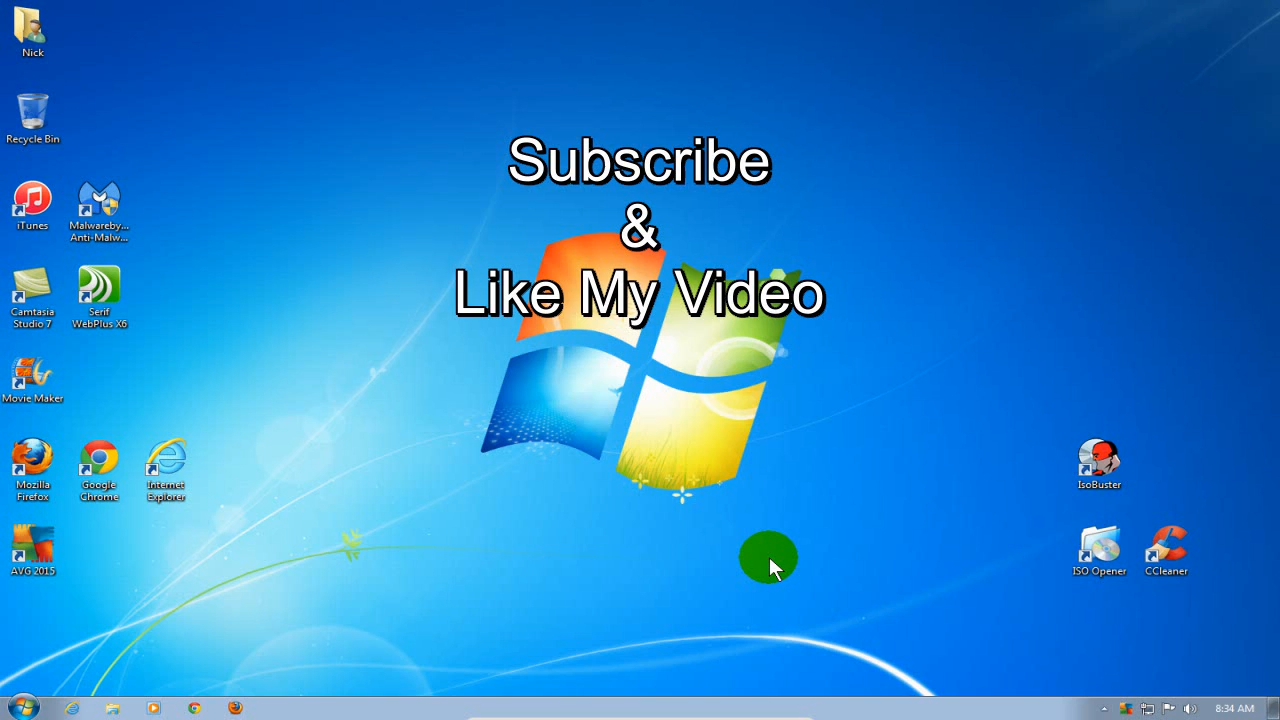 Nick
Recycle Bin
iTunes
Malwareby...
Anti-Malw...
Camtasia
Studio 7
Serif
WebPlus X6
Movie Maker
Mozilla
Firefox
Google
Chrome
Internet
Explorer
AVG 2015
Subscribe
&
Like My Video
IsoBuster
ISO Opener
CCleaner
8:34 AM